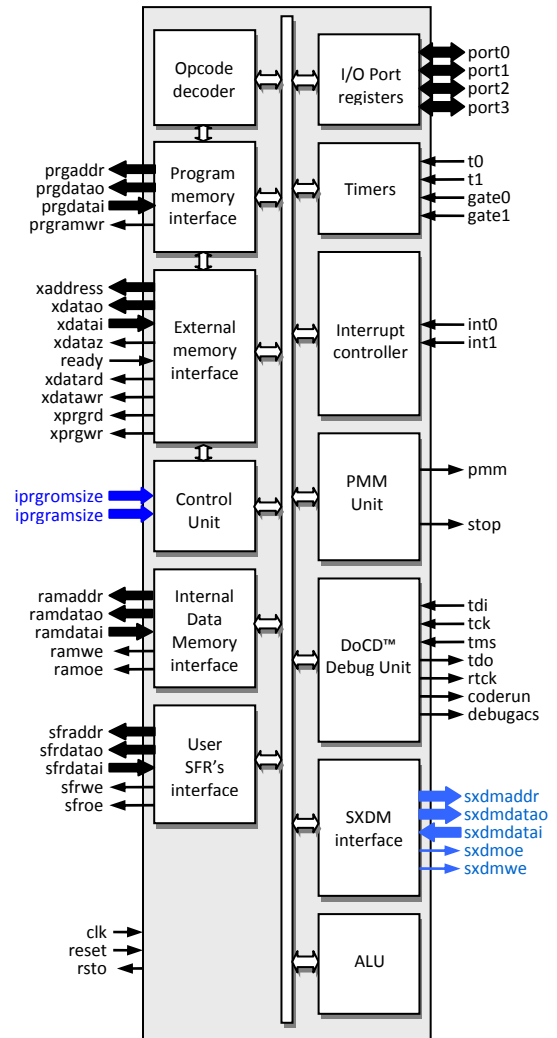 Opcode
decoder
prgaddr
prgdatao
prgdatai
prgramwr
Program
memory
interface
xaddress
xdatao
xdatai
xdataz
ready
xdatard
xdatawr
xprgrd
xprgwr
External
memory
interface
iprgromsize
iprgramsize
Control
Unit
ramaddr
ramdatao
ramdatai
ramwe
ramoe
Internal
Data
Memory
interface
sfraddr
sfrdatao
sfrdatai
sfrwe
sfroe
User
SFR's
interface
clk
reset
rsto
I/O Port
registers
port0
port1
port2
port3
Timers
t0
t1
gate0
gate1
Interrupt
controller
int0
int1
PMM
Unit
pmm
stop
DoCD™
Debug Unit
tdi
tck
tms
tdo
rtck
coderun
debugacs
SXDM
interface
sxdmaddr
sxdmdatao
sxdmdatai
sxdmoe
sxdmwe
ALU